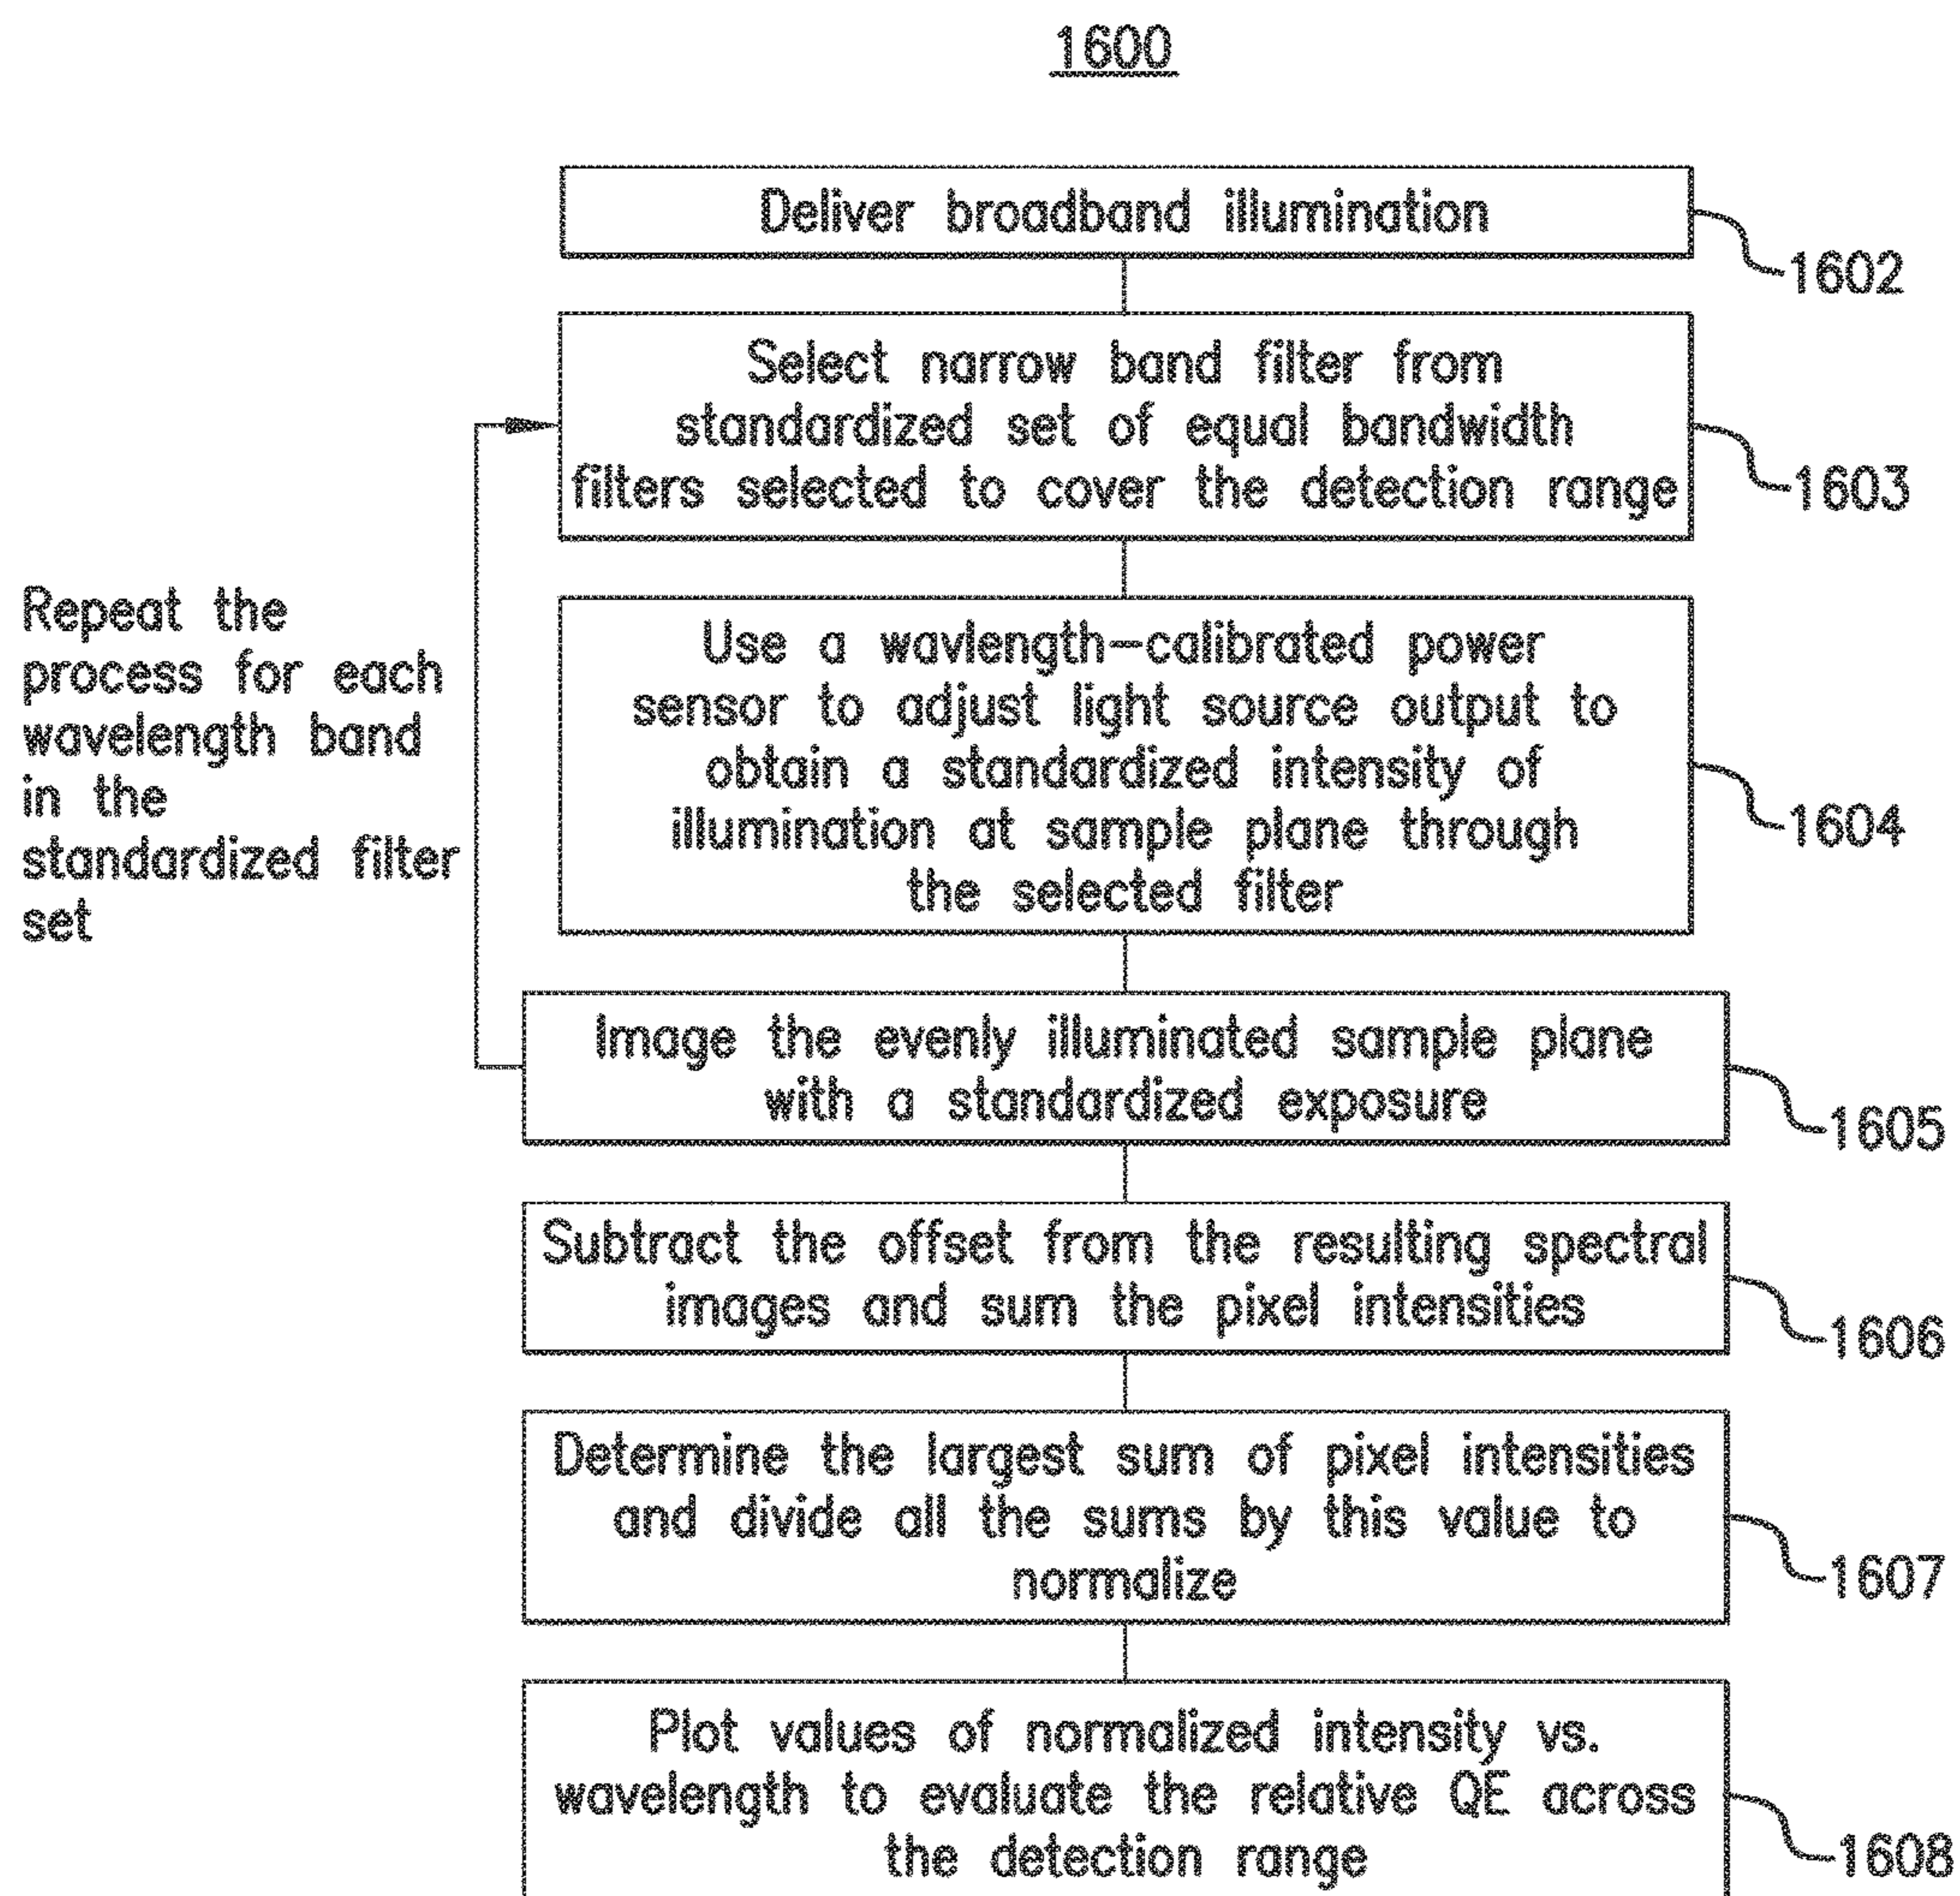 1600
Deliver broadband illumination
1602
Select narrow band filter from
standardized set of equal bandwidth
filters selected to cover the detection range
1603
Repeat the
process for each
wavelength band
in the
standardized filter
set
Use a wavlength-calibrated power
sensor to adjust light source output to
obtain a standardized intensity of
illumination at sample plane through
the selected filter
1604
Image the evenly illuminated sample plane
with a standardized exposure
1605
Subtract the offset from the resulting spectral
images and sum the pixel intensities
1606
Determine the largest sum of pixel intensities
and divide all the sums by this value to
normalize
1607
Plot values of normalized intensity vs.
wavelength to evaluate the relative QE across
the detection range
1608